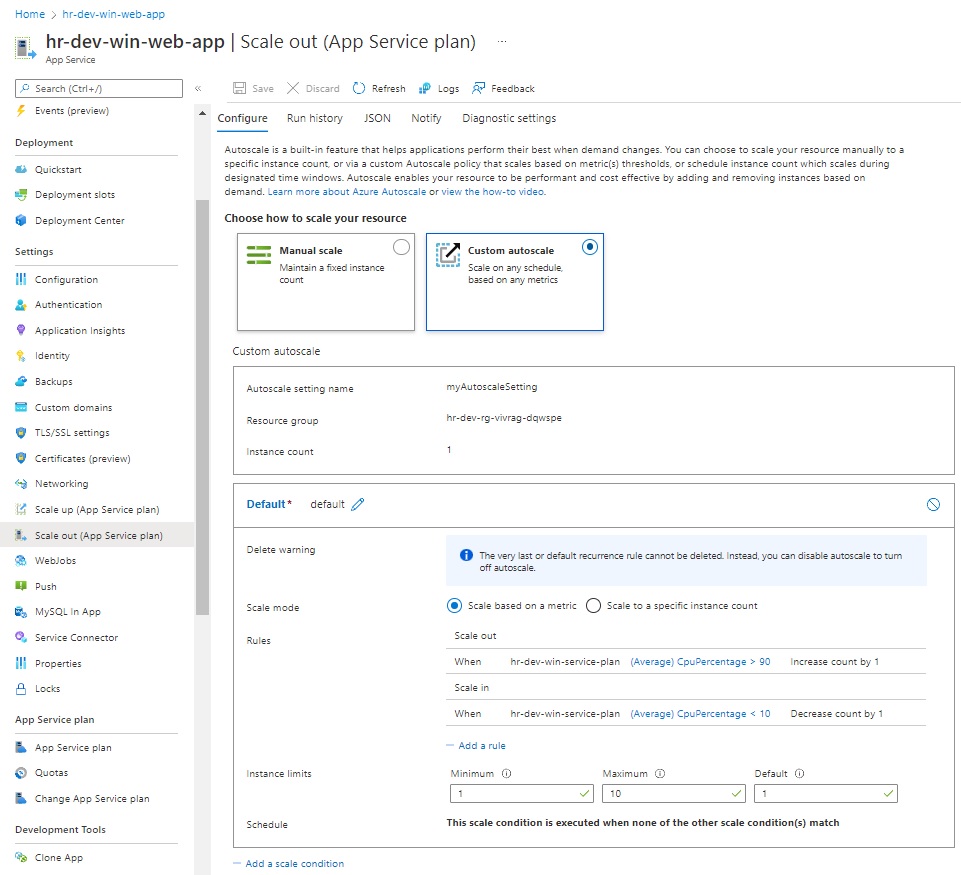 Home > hr-dev-win-web-app
hr-dev-win-web-app | Scale out (App Service plan) ...
App Service
Search (Ctrl+/)
«
Save
Discard
Refresh
Logs
Feedback
Events (preview)
Deployment
Quickstart
Deployment slots
Deployment Center
Settings
Configuration
Authentication
Application Insights
Identity
Backups
Custom domains
TLS/SSL settings
Certificates (preview)
Networking
Scale up (App Service plan)
Scale out (App Service plan)
WebJobs
Push
MySQL In App
Service Connector
Properties
Locks
App Service plan
App Service plan
Quotas
Change App Service plan
Development Tools
Clone App
Configure
Run history
JSON
Notify
Diagnostic settings
Autoscale is a built-in feature that helps applications perform their best when demand changes. You can choose to scale your resource manually to a
specific instance count, or via a custom Autoscale policy that scales based on metric(s) thresholds, or schedule instance count which scales during
designated time windows. Autoscale enables your resource to be performant and cost effective by adding and removing instances based on
demand. Learn more about Azure Autoscale or view the how-to video.
Choose how to scale your resource
Manual scale
Maintain a fixed instance
count
Custom autoscale
Scale on any schedule,
based on any metrics
Custom autoscale
Autoscale setting name myAutoscaleSetting
Resource group hr-dev-rg-vivrag-dqwspe
Instance count 1
Default* default
Delete warning
The very last or default recurrence rule cannot be deleted. Instead, you can disable autoscale to turn
off autoscale.
Scale mode Scale based on a metric Scale to a specific instance count
Rules
Scale out
When hr-dev-win-service-plan (Average) CpuPercentage > 90 Increase count by 1
Scale in
When hr-dev-win-service-plan (Average) CpuPercentage < 10 Decrease count by 1
Add a rule
Instance limits
Minimum Maximum Default
1 10 1
Schedule This scale condition is executed when none of the other scale condition(s) match
Add a scale condition